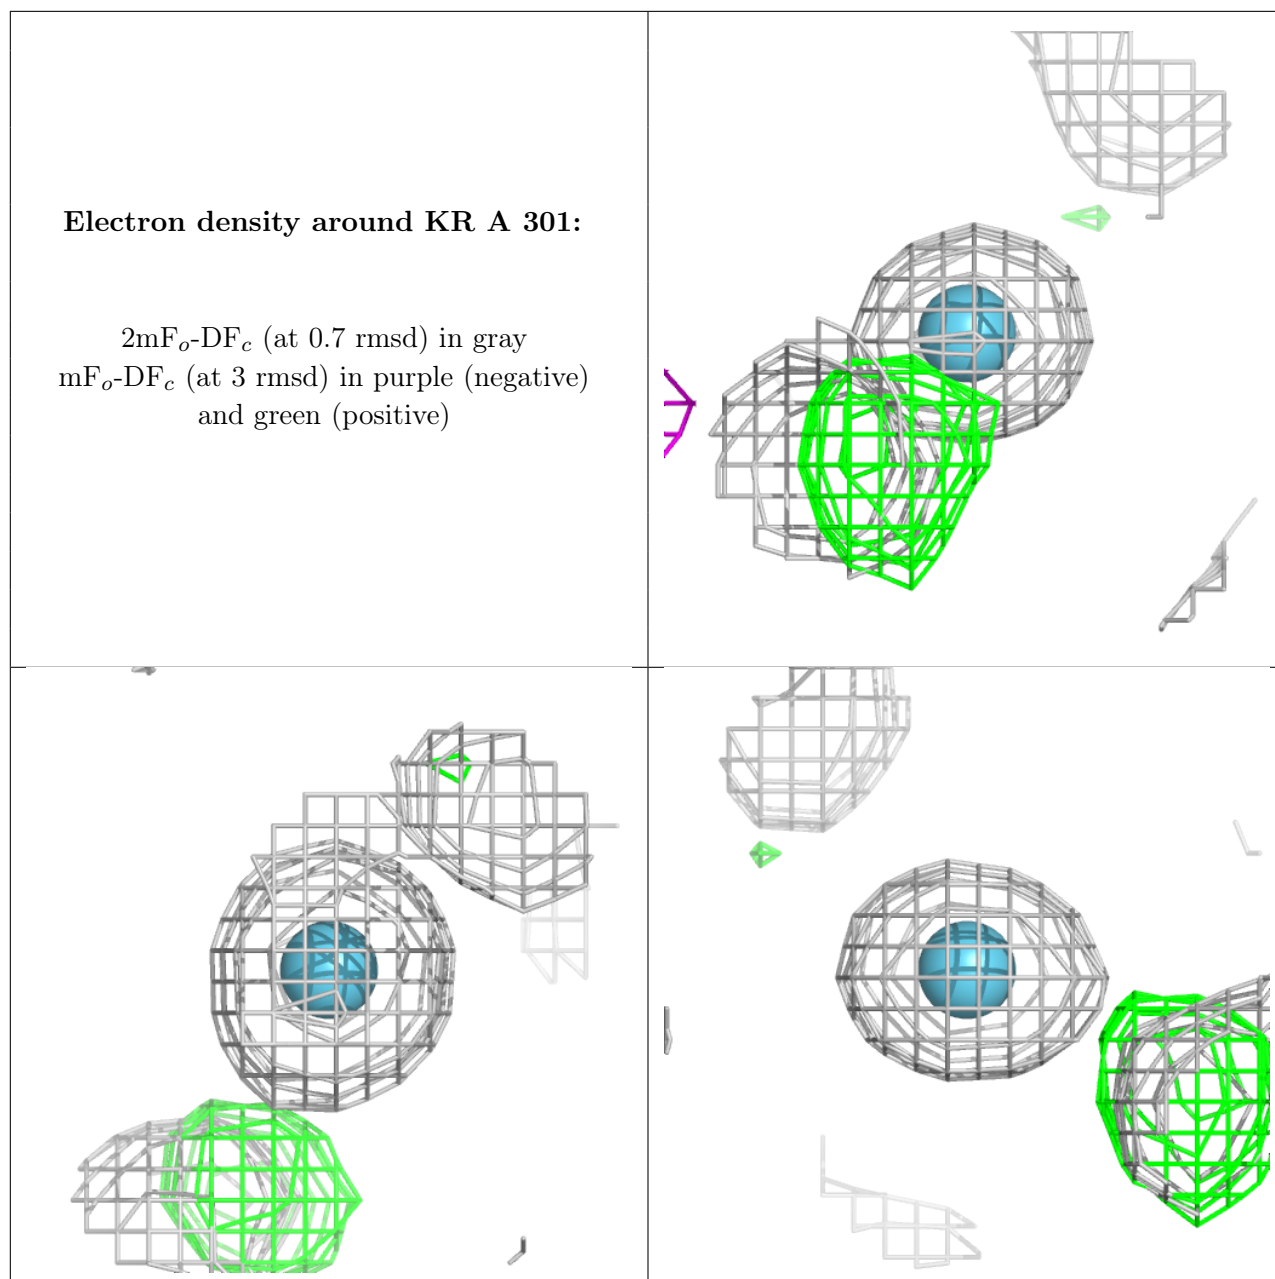 Electron density around KR A 301:
2mFo-DFc (at 0.7 rmsd) in gray
mFo-DFc (at 3 rmsd) in purple (negative)
and green (positive)